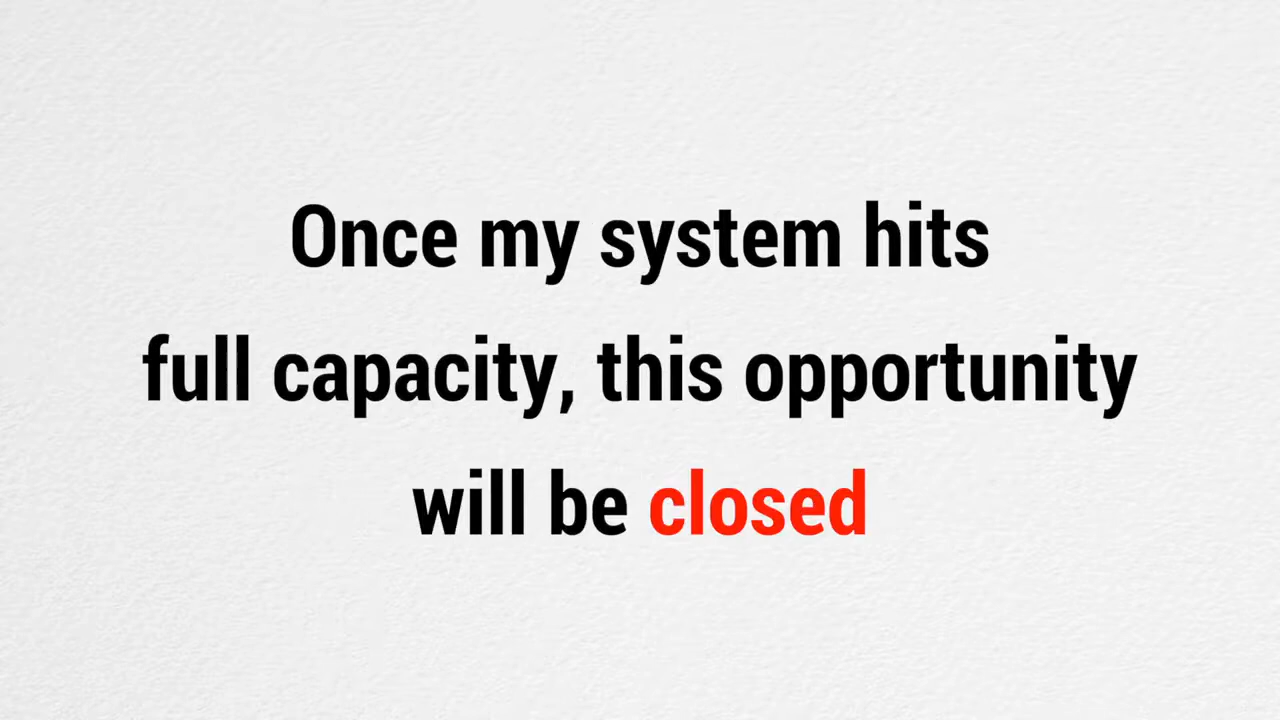 Once my system hits
full capacity, this opportunity
will be closed